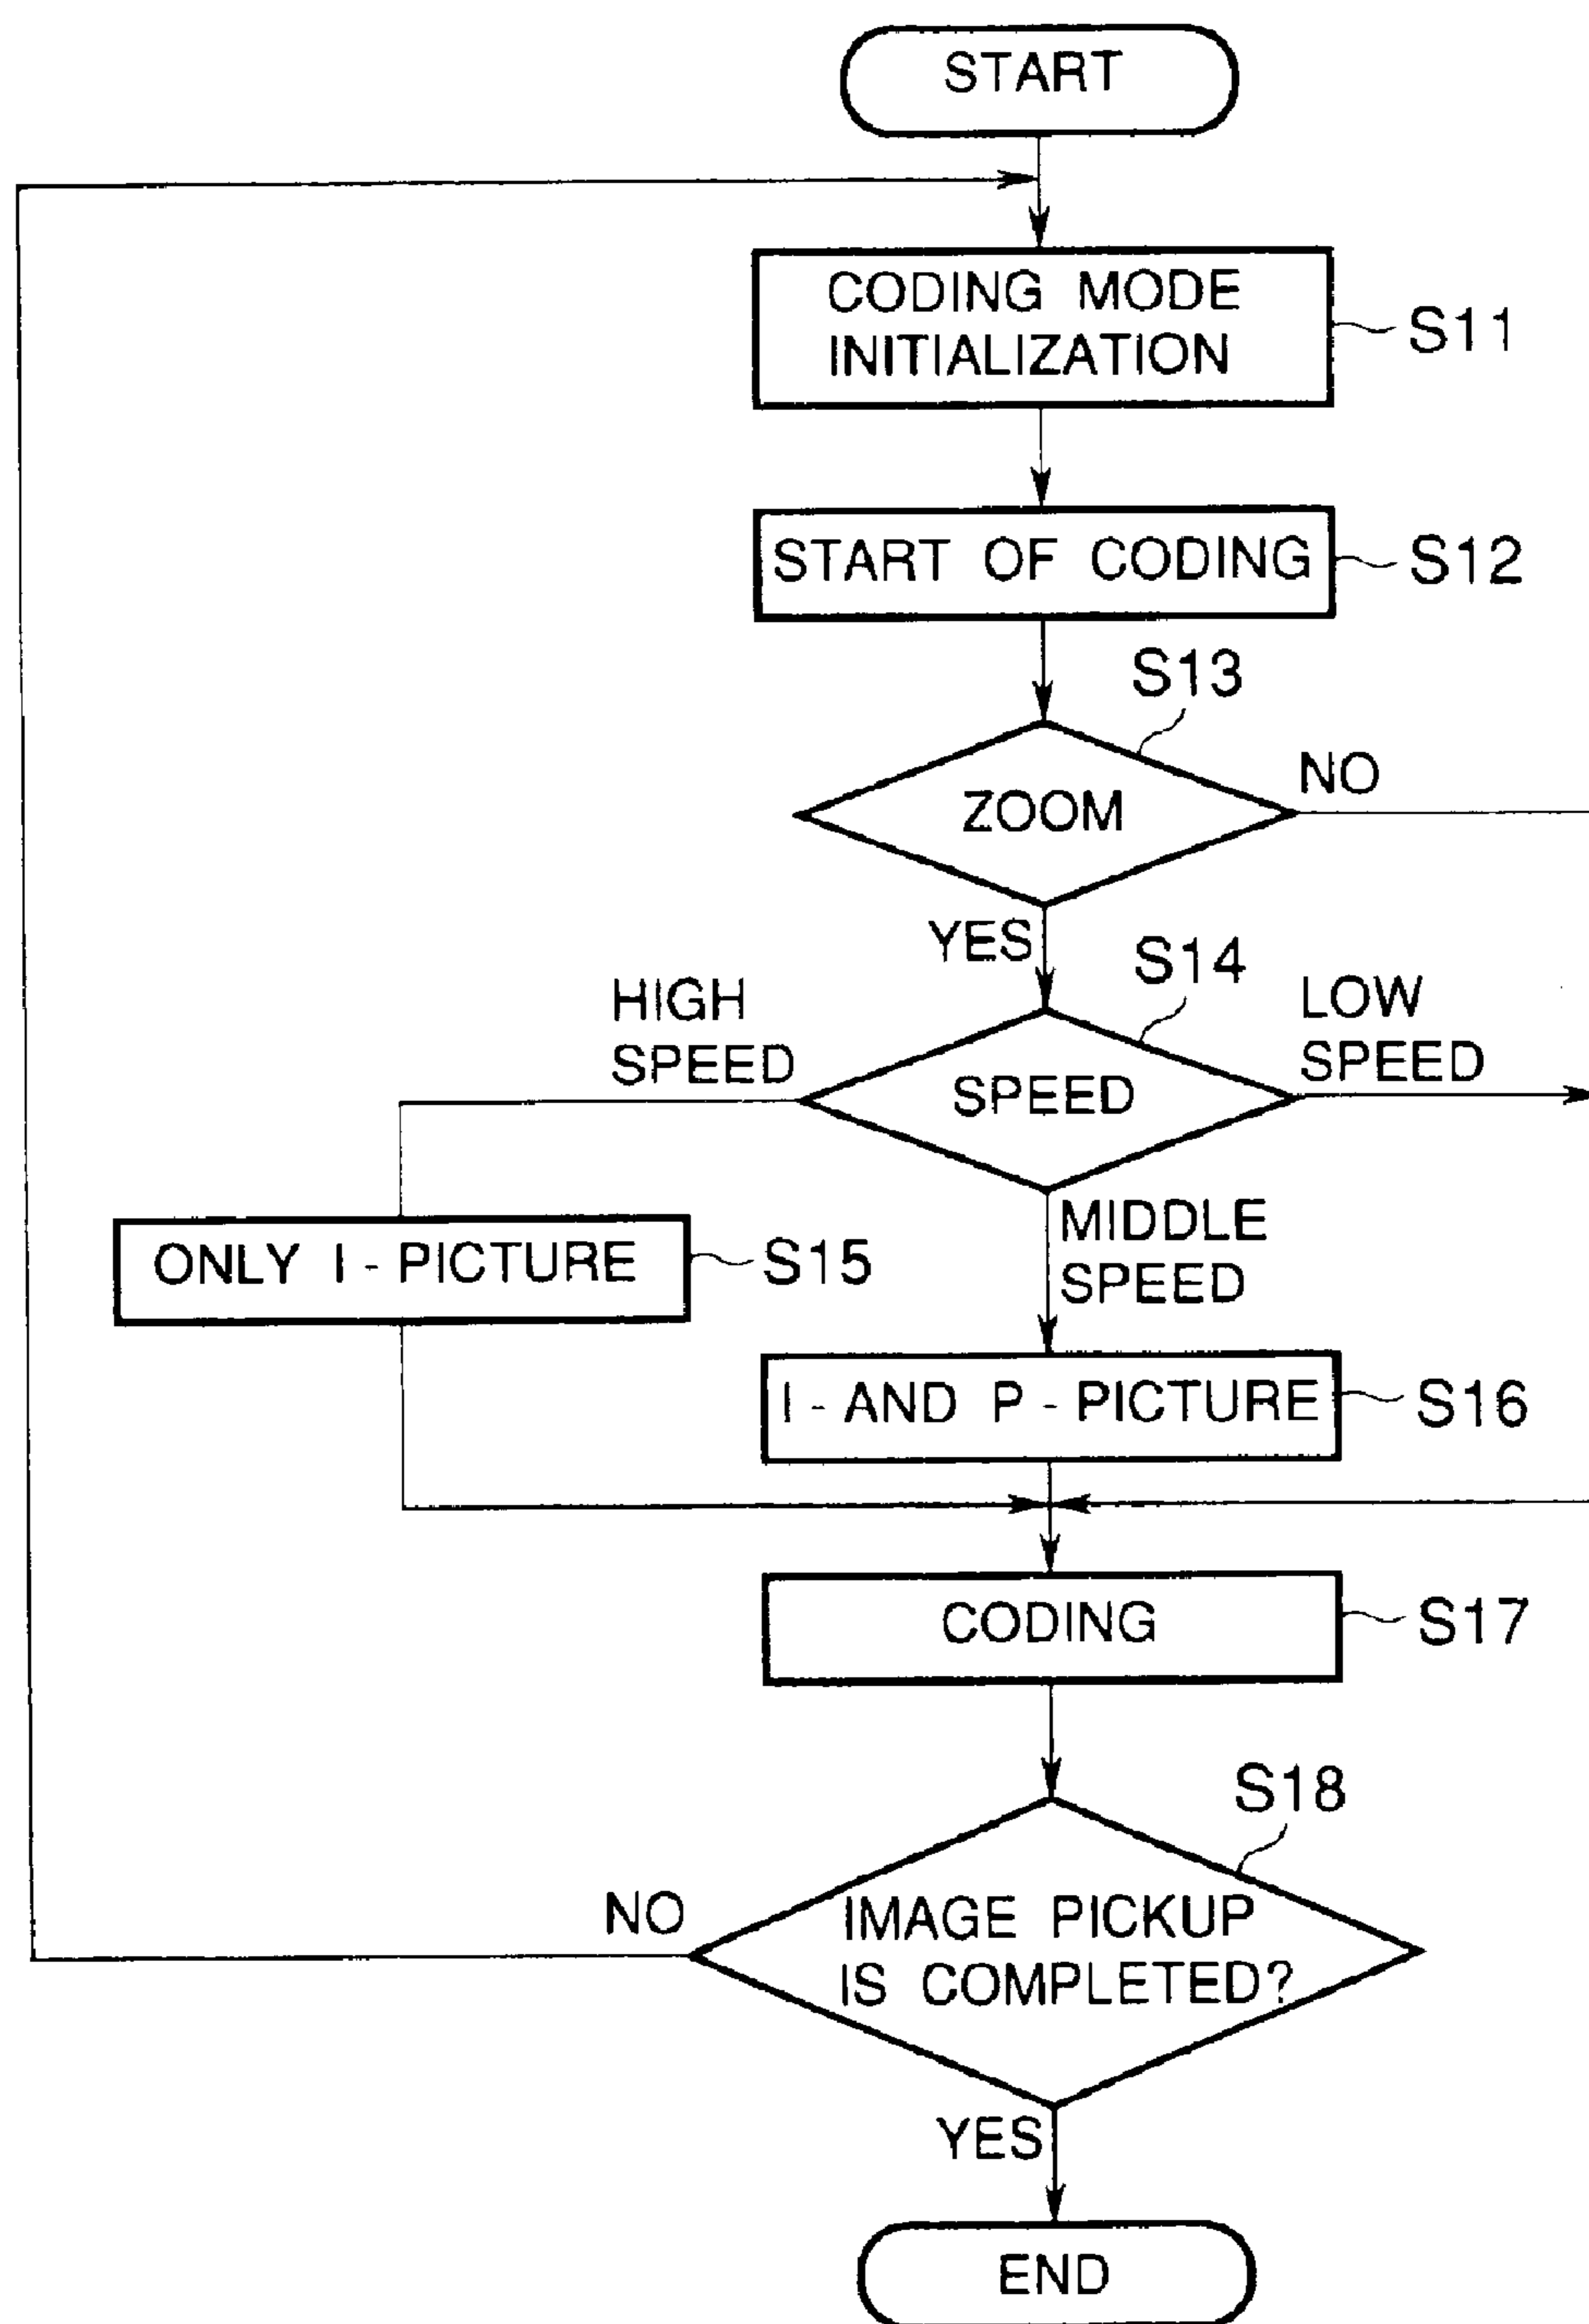 START
CODING MODE
INITIALIZATION
S11
START OF CODING
S12
S13
ZOOM
NO
YES
S14
HIGH
SPEED
LOW
SPEED
SPEED
MIDDLE
SPEED
ONLY I - PICTURE
S15
I - AND P - PICTURE
S16
CODING
S17
S18
NO
IMAGE PICKUP
IS COMPLETED?
YES
END